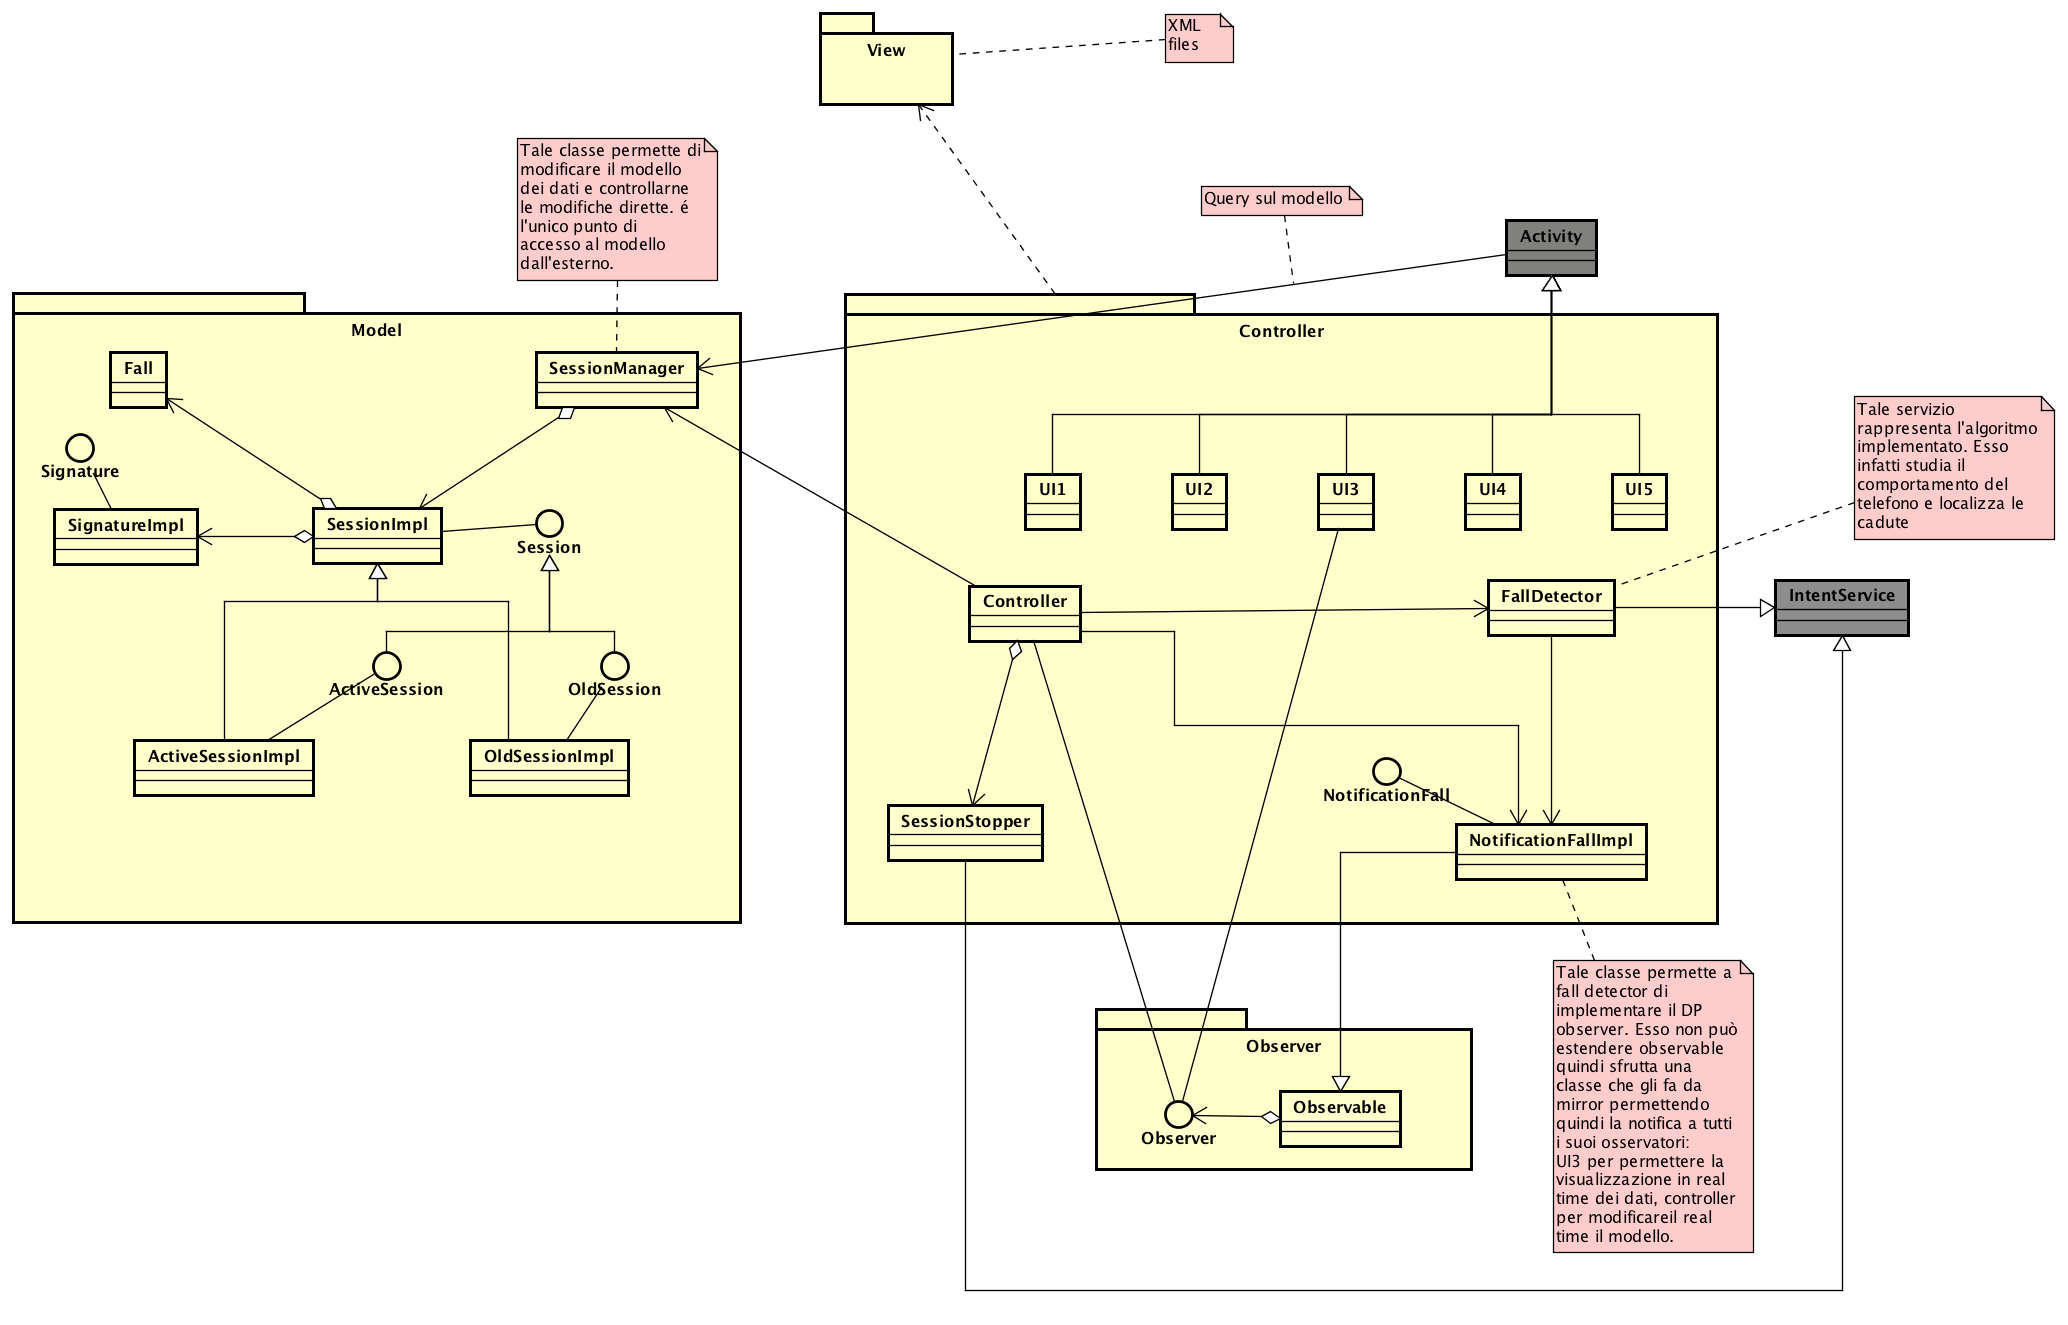 View
XML
files
Tale classe permette di
modificare il modello
dei dati e controllarne
le modifiche dirette. é
l'unico punto di
accesso al modello
dall'esterno.
Query sul modello
Activity
Model
Fall
SessionManager
Signature
SignatureImpl
SessionImpl
Session
ActiveSession
OldSession
ActiveSessionImpl
OldSessionImpl
Controller
UI1
UI2
UI3
UI4
UI5
Tale servizio
rappresenta l'algoritmo
implementato. Esso
infatti studia il
comportamento del
telefono e localizza le
cadute
Controller
FallDetector
IntentService
NotificationFall
SessionStopper
NotificationFallImpl
Tale classe permette a
fall detector di
implementare il DP
observer. Esso non può
estendere observable
quindi sfrutta una
classe che gli fa da
mirror permettendo
quindi la notifica a tutti
i suoi osservatori:
UI3 per permettere la
visualizzazione in real
time dei dati, controller
per modificareil real
time il modello.
Observer
Observable
Observer